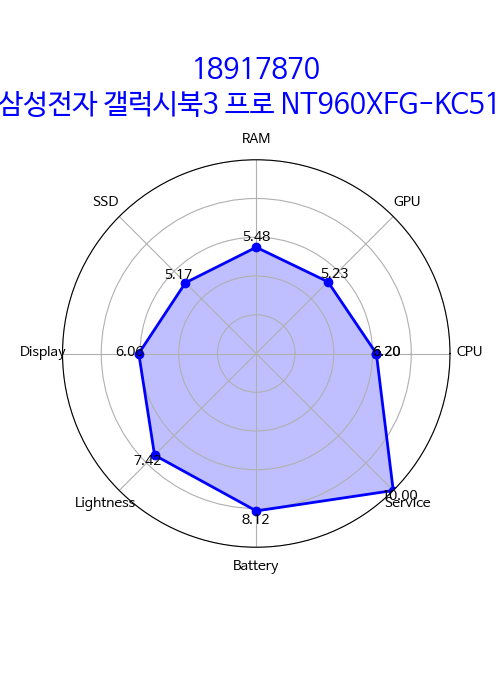 18917870
삼성전자 갤럭시북3 프로 NT960XFG-KC51
RAM
SSD
GPU
5.48
5.17
5.23
Display
6.06
6.20
CPU
7.42
Lightness
10.00
Service
8.12
Battery